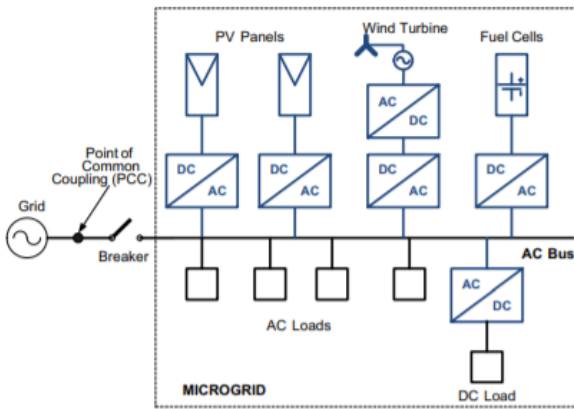 PV Panels
Wind Turbine
Fuel Cells
AC
DC
DC
AC
DC
AC
DC
AC
DC
AC
Point of
Common
Coupling (PCC)
Grid
Breaker
AC Bus
AC Loads
AC
DC
MICROGRID
DC Load